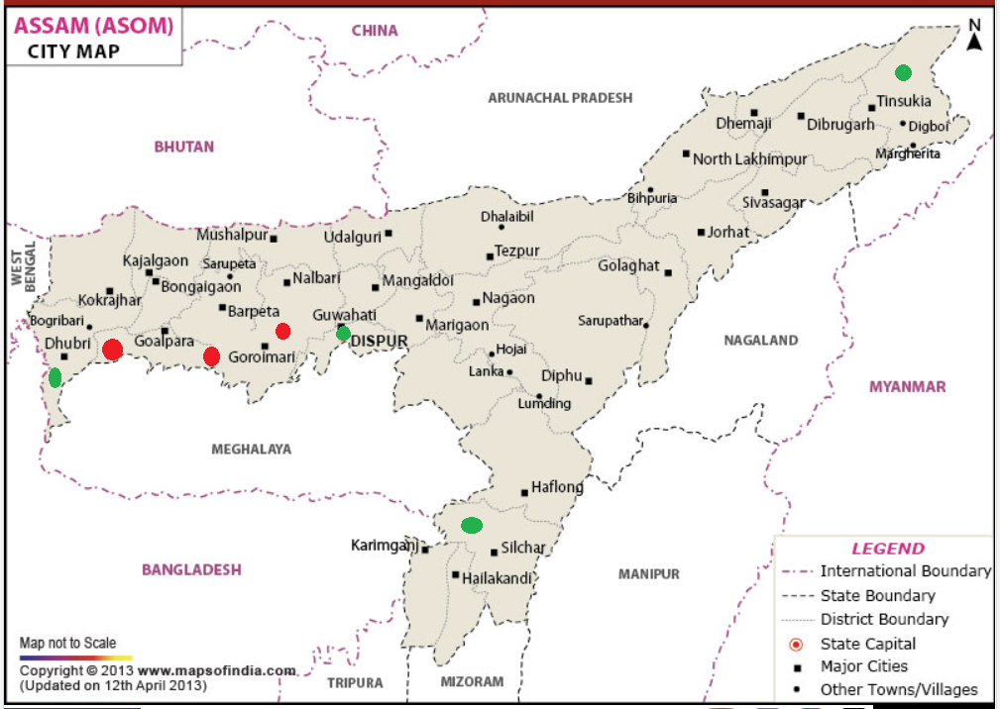 ASSAM (ASOM)
CITY MAP
CHINA
N
ARUNACHAL PRADESH
BHUTAN
Tinsukia
Dhemaji
Dibrugarh
Digboi
Margherita
North Lakhimpur
Bihpuria
Sivasagar
Dhalaibil
Jorhat
WEST
BENGAL
Mushalpur
Udalguri
Tezpur
Golaghat
Kajalgaon
Sarupeta
Bongaigaon
Nalbari
Mangaldoi
Kokrajhar
Nagaon
Barpeta
Guwahati
Marigaon
Sarupathar
Bogribari
Dhubri
Goalpara
Goroimari
DISPUR
Hojai
NAGALAND
Lanka
Diphu
Lumding
MYANMAR
MEGHALAYA
Haflong
Karimganj
Silchar
Hailakandi
BANGLADESH
MANIPUR
LEGEND
International Boundary
State Boundary
District Boundary
State Capital
Major Cities
Other Towns/Villages
Map not to Scale
Copyright © 2013 www.mapsofindia.com
(Updated on 12th April 2013)
TRIPURA
MIZORAM